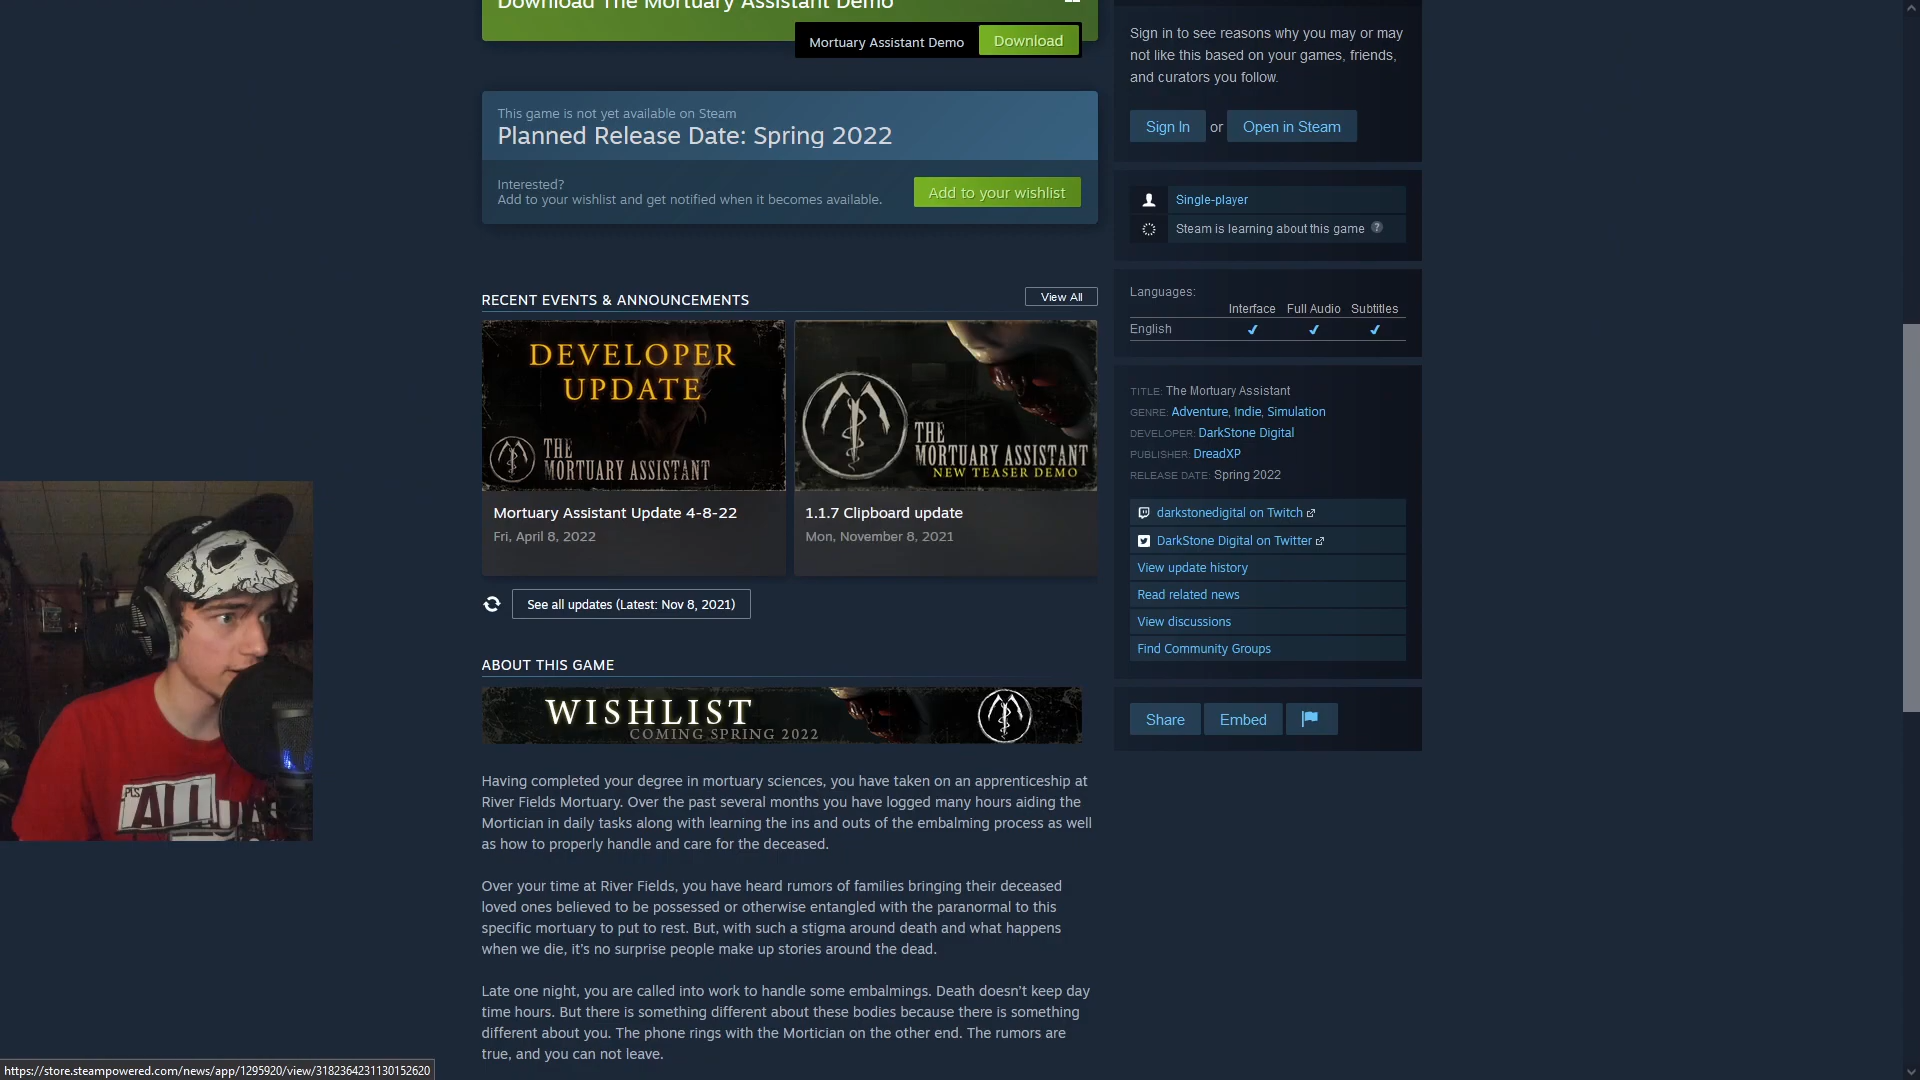 Download The Mortuary Assistant Demo
Mortuary Assistant Demo
Download
This game is not yet available on Steam
Planned Release Date: Spring 2022
Interested?
Add to your wishlist and get notified when it becomes available.
Add to your wishlist
RECENT EVENTS & ANNOUNCEMENTS
View All
DEVELOPER
UPDATE
THE
MORTUARY ASSISTANT
THE
MORTUARY ASSISTANT
NEW TEASER DEMO
Mortuary Assistant Update 4-8-22
Fri, April 8, 2022
1.1.7 Clipboard update
Mon, November 8, 2021
See all updates (Latest: Nov 8, 2021)
ABOUT THIS GAME
WISHLIST
COMING SPRING 2022
Having completed your degree in mortuary sciences, you have taken on an apprenticeship at
River Fields Mortuary. Over the past several months you have logged many hours aiding the
Mortician in daily tasks along with learning the ins and outs of the embalming process as well
as how to properly handle and care for the deceased.
Over your time at River Fields, you have heard rumors of families bringing their deceased
loved ones believed to be possessed or otherwise entangled with the paranormal to this
specific mortuary to put to rest. But, with such a stigma around death and what happens
when we die, it's no surprise people make up stories around the dead.
Late one night, you are called into work to handle some embalmings. Death doesn't keep day
time hours. But there is something different about these bodies because there is something
different about you. The phone rings with the Mortician on the other end. The rumors are
true, and you can not leave.
Sign in to see reasons why you may or may
not like this based on your games, friends,
and curators you follow.
Sign In or Open in Steam
Single-player
Steam is learning about this game ?
Languages:
Interface Full Audio Subtitles
English ✔ ✔ ✔
TITLE: The Mortuary Assistant
GENRE: Adventure, Indie, Simulation
DEVELOPER: DarkStone Digital
PUBLISHER: DreadXP
RELEASE DATE: Spring 2022
darkstonedigital on Twitch
DarkStone Digital on Twitter
View update history
Read related news
View discussions
Find Community Groups
Share
Embed
ALL
https://store.steampowered.com/news/app/1295920/view/3182364231130152620